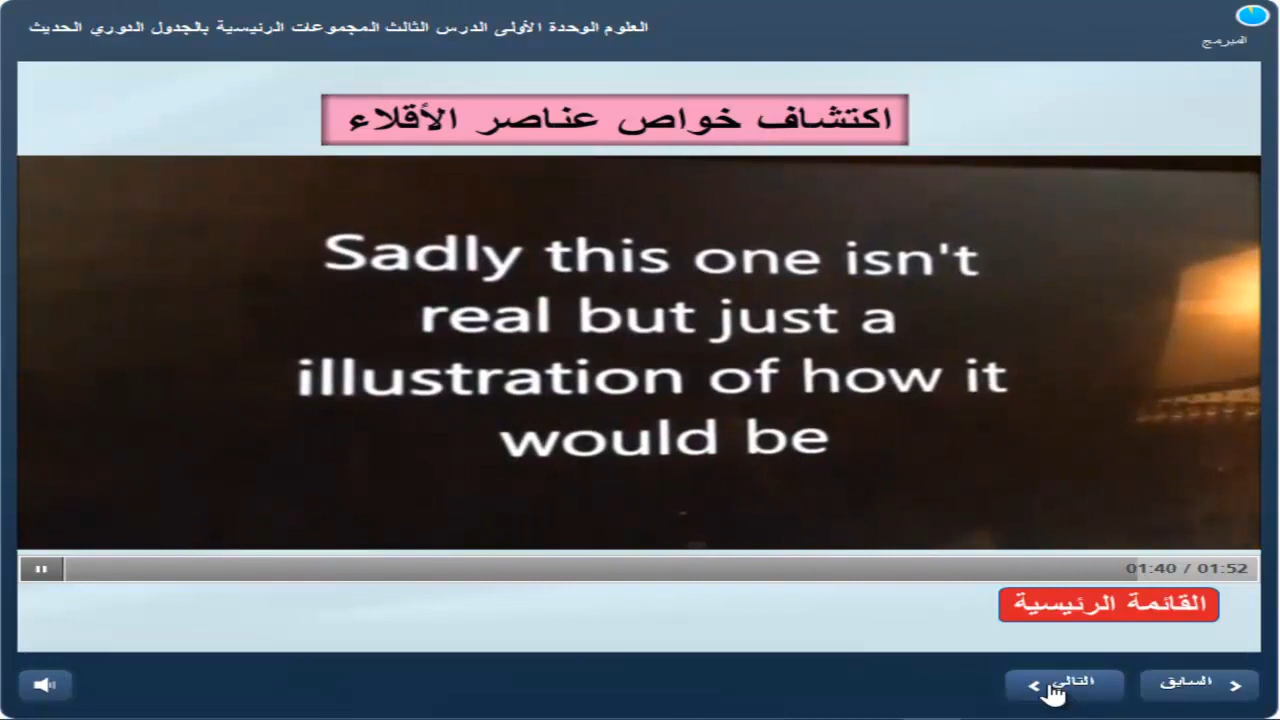 العلوم الوحدة الأولى الدرس الثالث المجموعات الرئيسية بالجدول الدوري الحديث
المبرمج
اكتشاف خواص عناصر الأقلاء
Sadly this one isn't
real but just a
illustration of how it
would be
01:40 / 01:52
القائمة الرئيسية
السابق
التالي